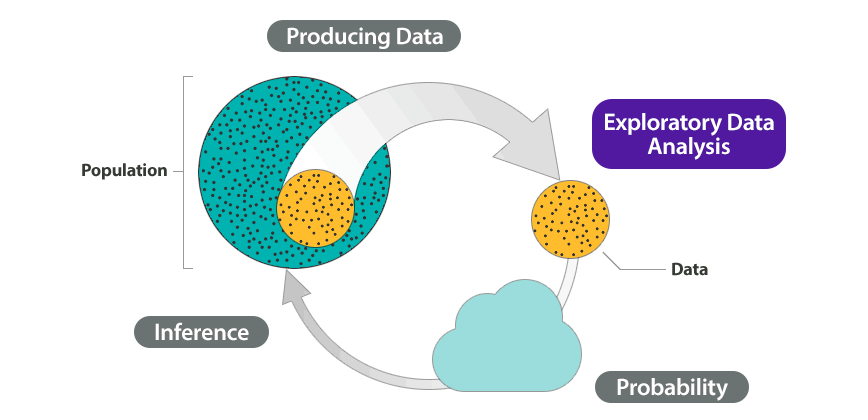 Producing Data
Exploratory Data
Analysis
Population
Data
Inference
Probability